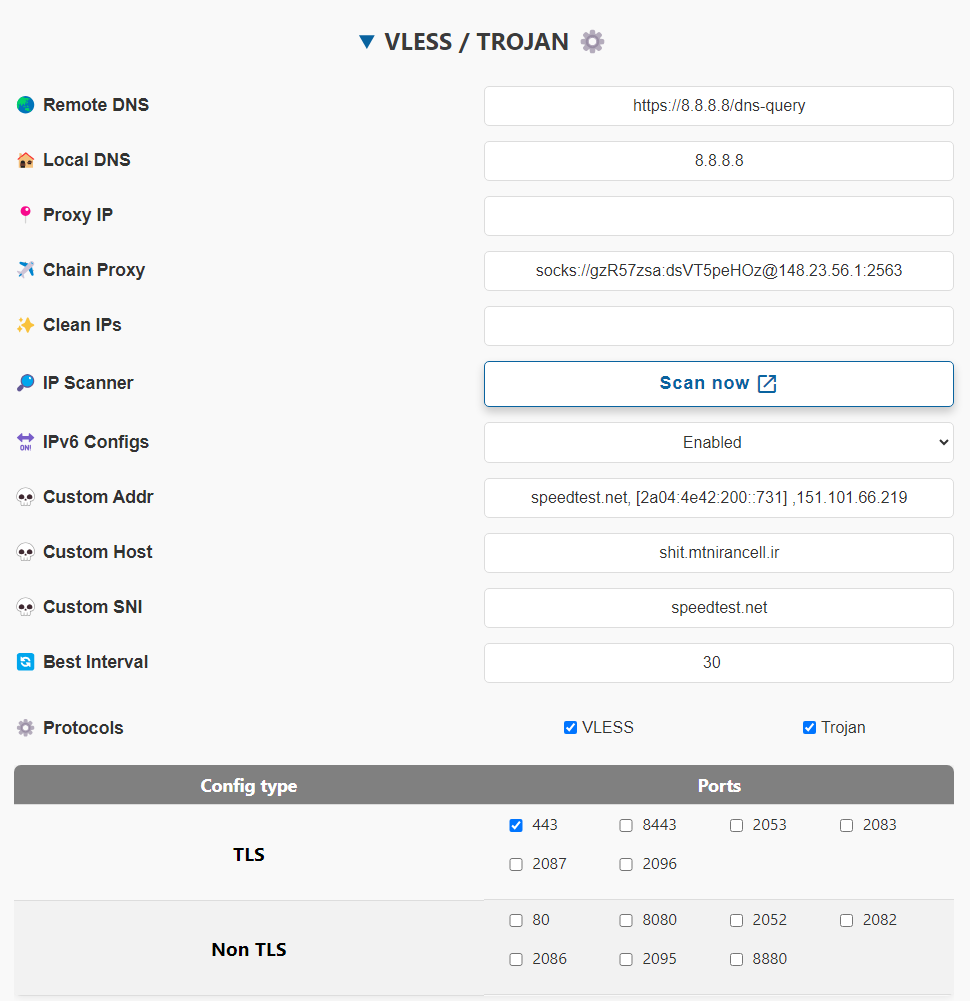 ▼ VLESS / TROJAN ⚙️
🌏 Remote DNS https://8.8.8.8/dns-query
🏠 Local DNS 8.8.8.8
📍 Proxy IP
✈️ Chain Proxy socks://gzR57zsa:dsVT5peHOz@148.23.56.1:2563
✨ Clean IPs
🔎 IP Scanner Scan now
ON! IPv6 Configs Enabled
💀 Custom Addr speedtest.net, [2a04:4e42:200::731] ,151.101.66.219
💀 Custom Host shit.mtnirancell.ir
💀 Custom SNI speedtest.net
🔄 Best Interval 30
⚙️ Protocols VLESS Trojan
Config type Ports
443 8443 2053 2083
TLS
2087 2096
80 8080 2052 2082
Non TLS
2086 2095 8880